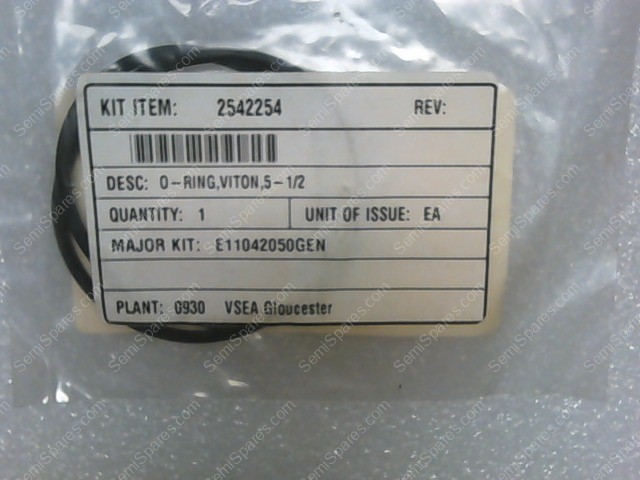 KIT ITEM: 2542254 REV:
DESC: O-RING,VITON,5-1/2
QUANTITY: 1 UNIT OF ISSUE: EA
MAJOR KIT: E11042050GEN
PLANT: 0930 VSEA Gloucester
SemiSpares.com